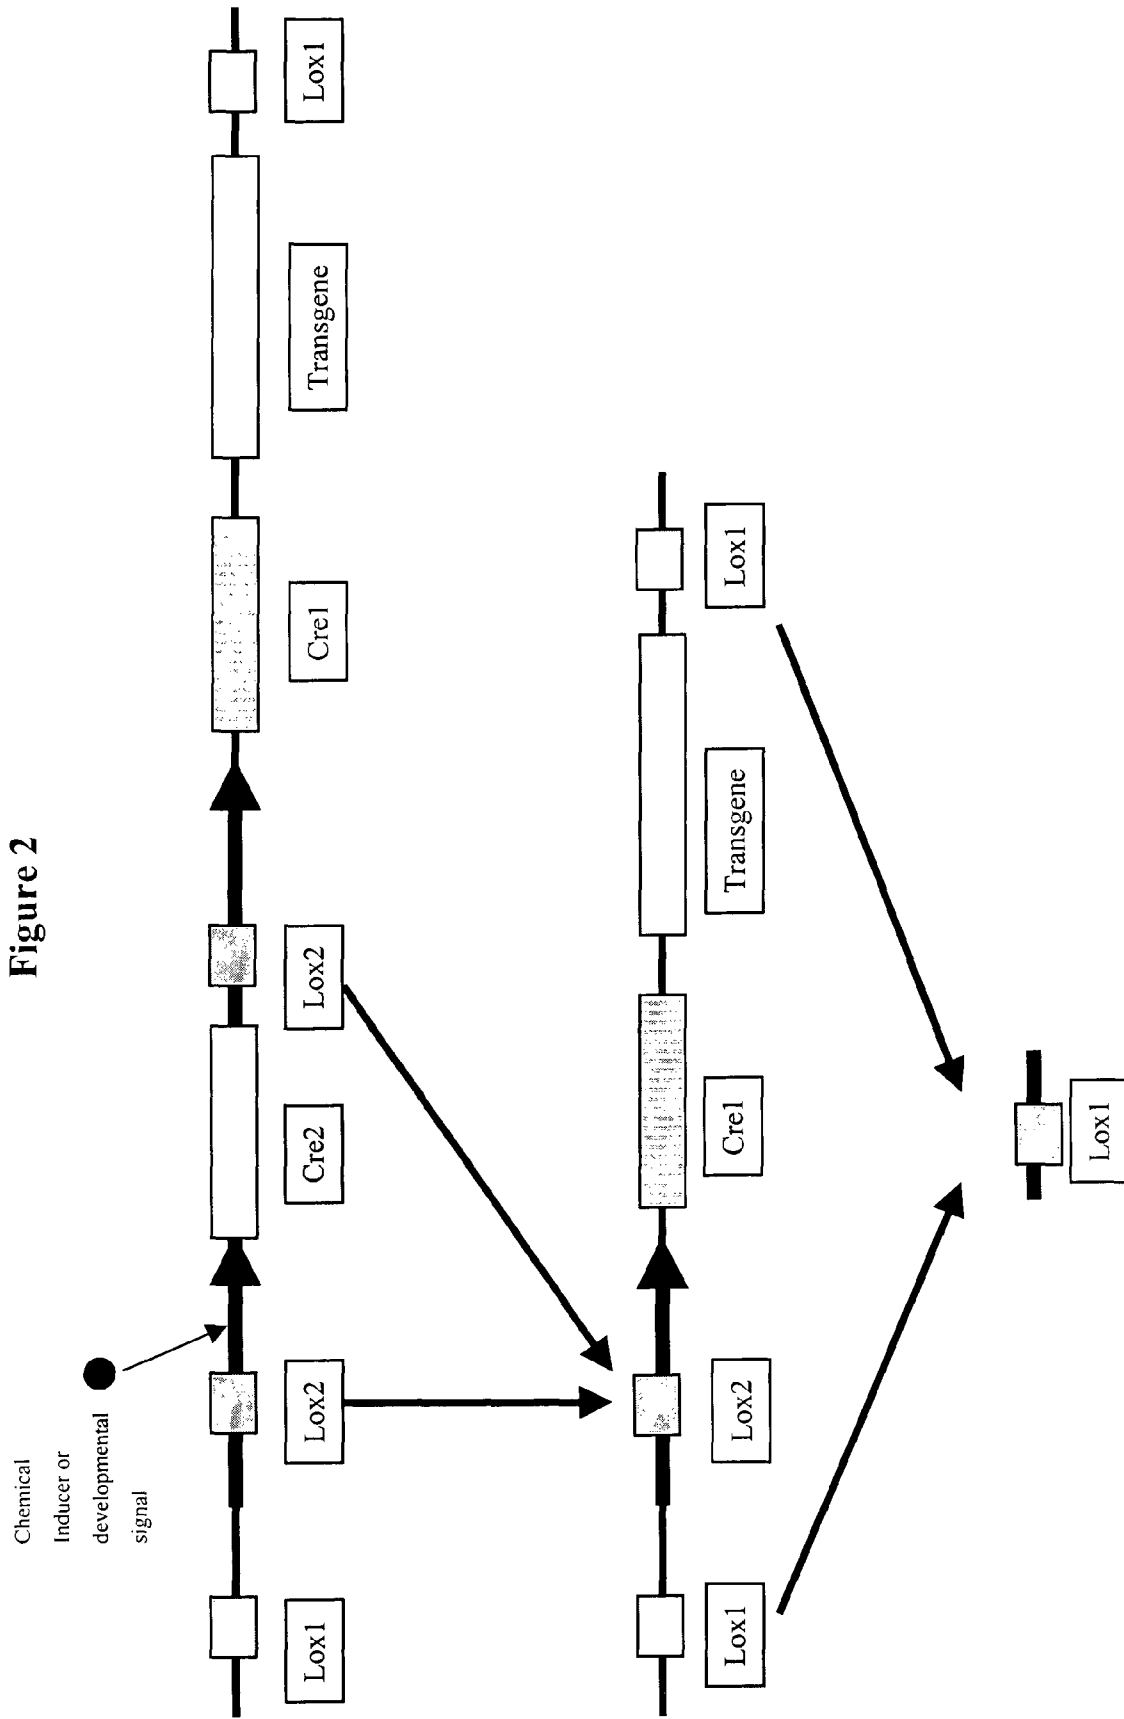 Figure 2
Chemical
Inducer or
developmental
signal
Lox1
Lox2
Cre2
Lox2
Cre1
Transgene
Lox1
Lox1
Lox2
Cre1
Transgene
Lox1
Lox1